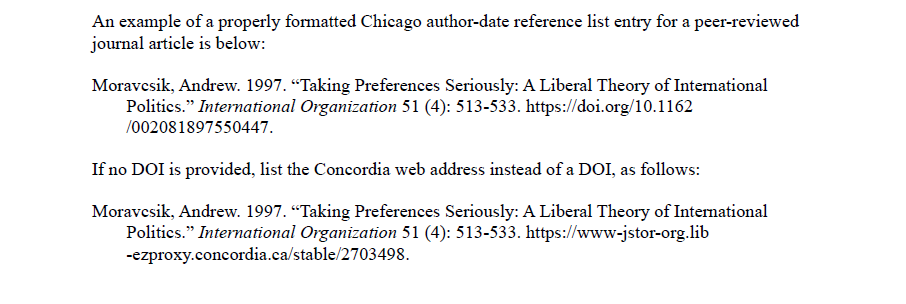 An example of a properly formatted Chicago author-date reference list entry for a peer-reviewed
journal article is below:
Moravcsik, Andrew. 1997. “Taking Preferences Seriously: A Liberal Theory of International
Politics.” International Organization 51 (4): 513-533. https://doi.org/10.1162
/002081897550447.
If no DOI is provided, list the Concordia web address instead of a DOI, as follows:
Moravcsik, Andrew. 1997. “Taking Preferences Seriously: A Liberal Theory of International
Politics.” International Organization 51 (4): 513-533. https://www-jstor-org.lib
-ezproxy.concordia.ca/stable/2703498.